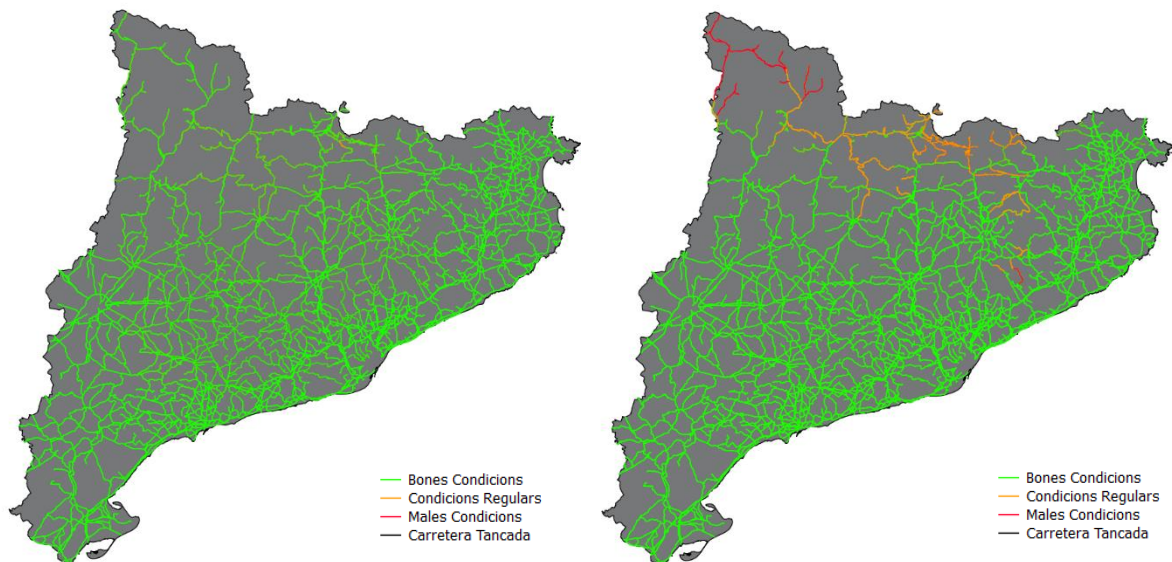 Bones Condicions
Condicions Regulars
Males Condicions
Carretera Tancada
Bones Condicions
Condicions Regulars
Males Condicions
Carretera Tancada